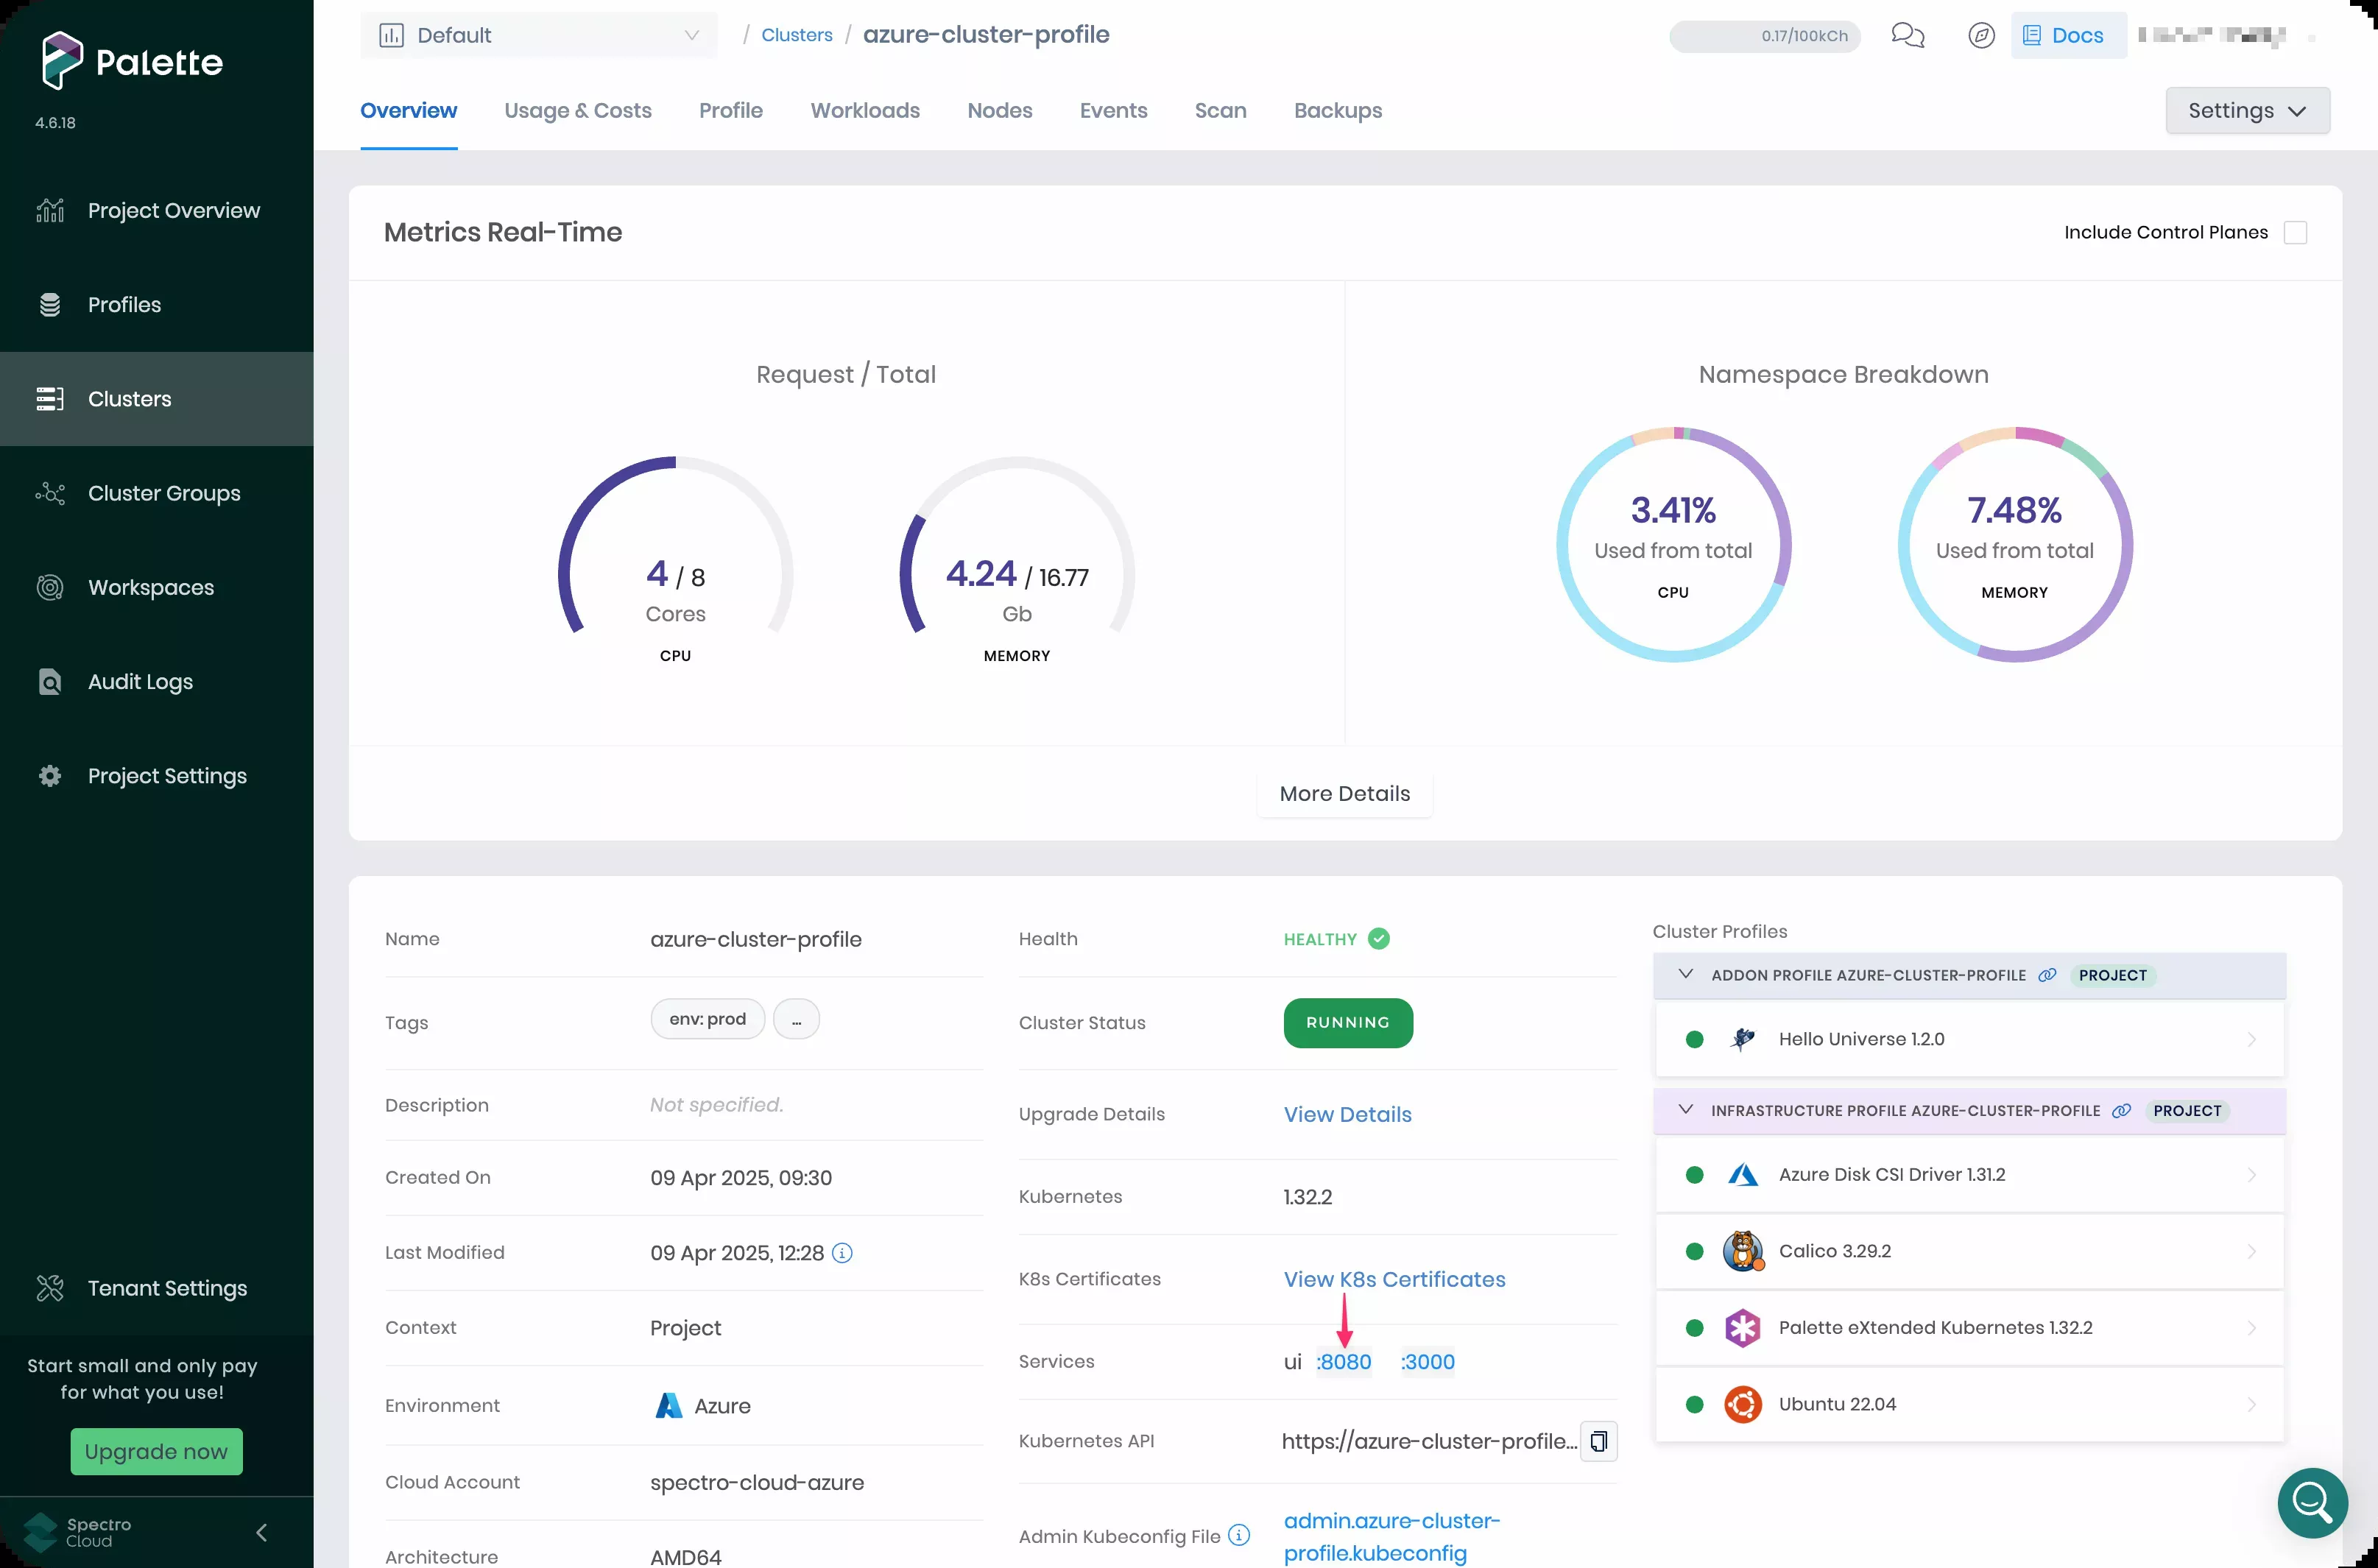 Palette
4.6.18
Project Overview
Profiles
Clusters
Cluster Groups
Workspaces
Audit Logs
Project Settings
Tenant Settings
Start small and only pay
for what you use!
Upgrade now
Spectro
Cloud
Default
/ Clusters / azure-cluster-profile
0.17/100kCh
Docs
Overview
Usage & Costs
Profile
Workloads
Nodes
Events
Scan
Backups
Settings
Metrics Real-Time
Include Control Planes
Request / Total
4 / 8
Cores
CPU
4.24 / 16.77
Gb
MEMORY
Namespace Breakdown
3.41%
Used from total
CPU
7.48%
Used from total
MEMORY
More Details
Name azure-cluster-profile
Tags env: prod ...
Description Not specified.
Created On 09 Apr 2025, 09:30
Last Modified 09 Apr 2025, 12:28
Context Project
Environment Azure
Cloud Account spectro-cloud-azure
Architecture AMD64
Health HEALTHY
Cluster Status RUNNING
Upgrade Details View Details
Kubernetes 1.32.2
K8s Certificates View K8s Certificates
Services ui :8080 :3000
Kubernetes API https://azure-cluster-profile...
Admin Kubeconfig File admin.azure-cluster-
profile.kubeconfig
Cluster Profiles
ADDON PROFILE AZURE-CLUSTER-PROFILE PROJECT
Hello Universe 1.2.0
INFRASTRUCTURE PROFILE AZURE-CLUSTER-PROFILE PROJECT
Azure Disk CSI Driver 1.31.2
Calico 3.29.2
Palette eXtended Kubernetes 1.32.2
Ubuntu 22.04